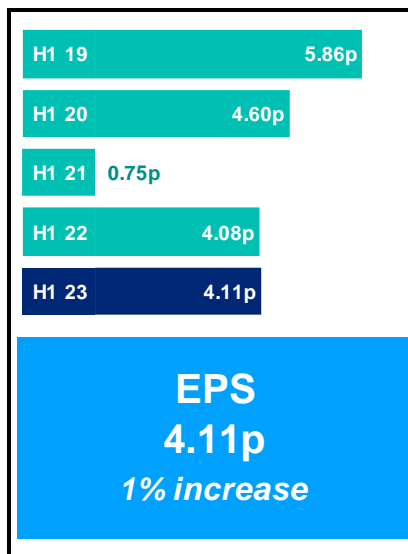 H1 19 5.86p
H1 20 4.60p
H1 21 0.75p
H1 22 4.08p
H1 23 4.11p
EPS
4.11p
1% increase